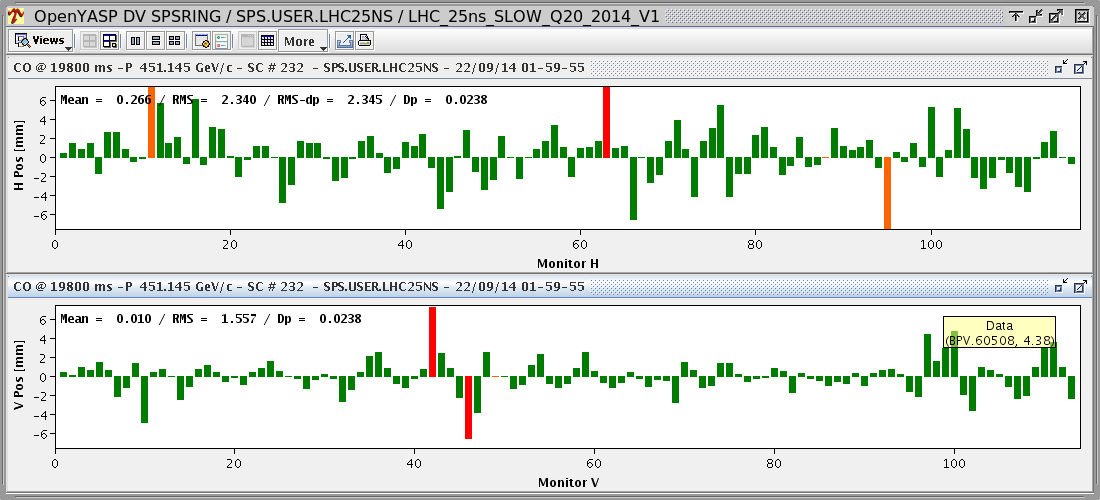 OpenYASP DV SPSRING / SPS.USER.LHC25NS / LHC_25ns_SLOW_Q20_2014_V1
Views More
CO @ 19800 ms -P 451.145 GeV/c - SC # 232 - SPS.USER.LHC25NS - 22/09/14 01-59-55
Mean = 0.266 / RMS = 2.340 / RMS-dp = 2.345 / Dp = 0.0238
H Pos [mm]
6
4
2
0
-2
-4
-6
0 20 40 60 80 100
Monitor H
CO @ 19800 ms -P 451.145 GeV/c - SC # 232 - SPS.USER.LHC25NS - 22/09/14 01-59-55
Mean = 0.010 / RMS = 1.557 / Dp = 0.0238
Data
(BPV.60508, 4.38)
V Pos [mm]
6
4
2
0
-2
-4
-6
0 20 40 60 80 100
Monitor V